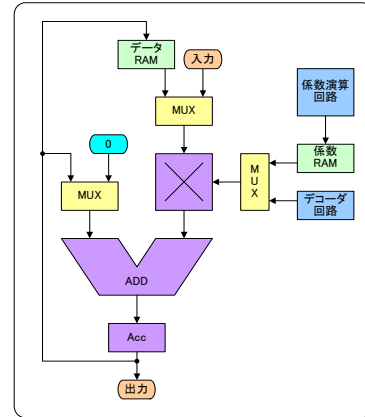 データ
RAM
入力
係数演算
回路
MUX
0
係数
RAM
MUX
M
U
X
デコーダ
回路
ADD
Acc
出力